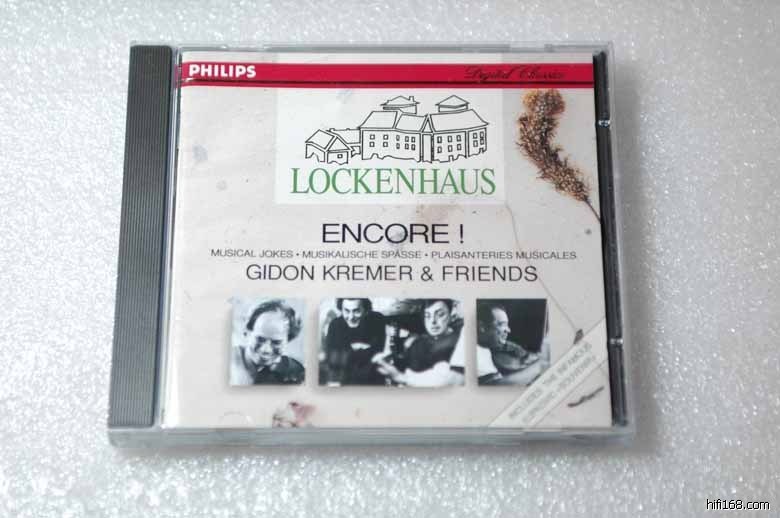 PHILIPS
Digital Classics
LOCKENHAUS
ENCORE !
MUSICAL JOKES • MUSIKALISCHE SPÄSSE • PLAISANTERIES MUSICALES
GIDON KREMER & FRIENDS
INCLUDES THE INFAMOUS
hifi168.com